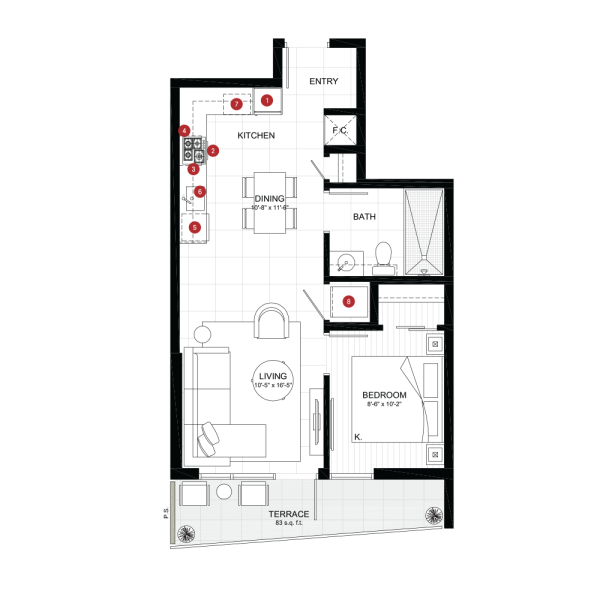 ENTRY
1
7
KITCHEN
F.C.
4
2
3
6
DINING
10'-8" x 11'-6"
BATH
5
8
LIVING
10'-5" x 16'-5"
BEDROOM
8'-6" x 10'-2"
K.
P.S.
TERRACE
83 s.q. f.t.